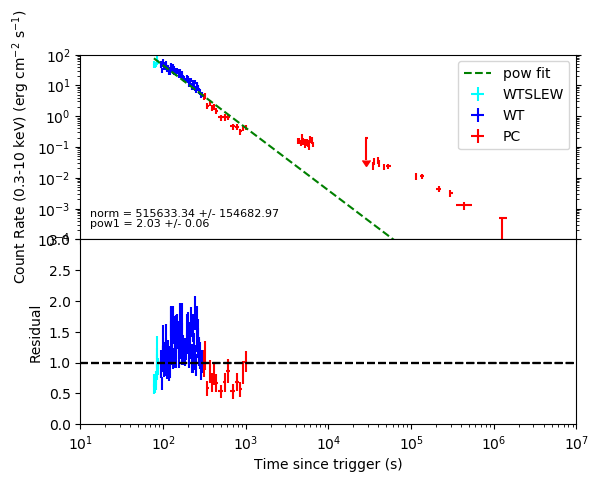 Count Rate (0.3-10 keV) (erg cm⁻² s⁻¹)
10²
10¹
10⁰
10⁻¹
10⁻²
10⁻³
pow fit
WTSLEW
WT
PC
norm = 515633.34 +/- 154682.97
pow1 = 2.03 +/- 0.06
Residual
3.0
2.5
2.0
1.5
1.0
0.5
0.0
10¹ 10² 10³ 10⁴ 10⁵ 10⁶ 10⁷
Time since trigger (s)